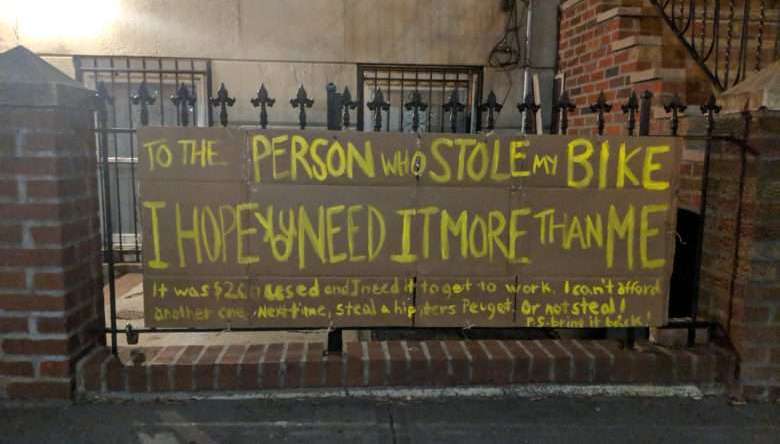 TO THE PERSON WHO STOLE MY BIKE
I HOPE YOU NEED IT MORE THAN ME
It was $200 used and I need it to get to work. I can't afford
another one. Next time, steal a hipsters Peuget. Or not steal!
P.S. bring it back!